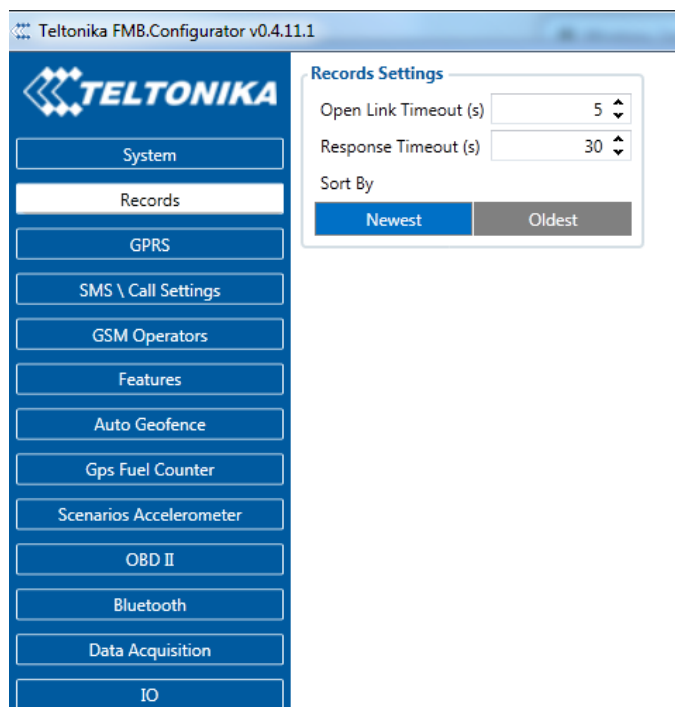 Teltonika FMB.Configurator v0.4.11.1
TELTONIKA
System
Records
GPRS
SMS \ Call Settings
GSM Operators
Features
Auto Geofence
Gps Fuel Counter
Scenarios Accelerometer
OBD II
Bluetooth
Data Acquisition
IO
Records Settings
Open Link Timeout (s) 5
Response Timeout (s) 30
Sort By
Newest Oldest